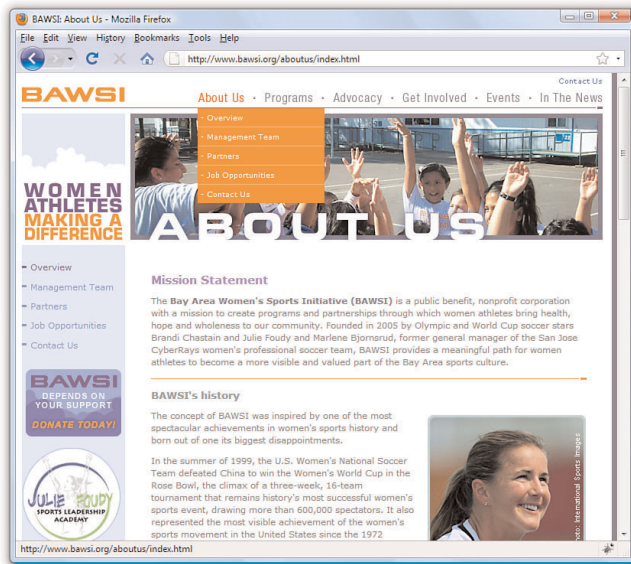 BAWSI: About Us - Mozilla Firefox
File Edit View History Bookmarks Tools Help
http://www.bawsi.org/aboutus/index.html
Contact Us
BAWSI
About Us • Programs • Advocacy • Get Involved • Events • In The News
- Overview
- Management Team
- Partners
- Job Opportunities
- Contact Us
ABOUT US
WOMEN
ATHLETES
MAKING A
DIFFERENCE
Overview
Management Team
Partners
Job Opportunities
Contact Us
BAWSI
DEPENDS ON
YOUR SUPPORT
DONATE TODAY!
JULIE FOUDY
SPORTS LEADERSHIP
ACADEMY
Mission Statement
The Bay Area Women's Sports Initiative (BAWSI) is a public benefit, nonprofit corporation
with a mission to create programs and partnerships through which women athletes bring health,
hope and wholeness to our community. Founded in 2005 by Olympic and World Cup soccer stars
Brandi Chastain and Julie Foudy and Marlene Bjornsrud, former general manager of the San Jose
CyberRays women's professional soccer team, BAWSI provides a meaningful path for women
athletes to become a more visible and valued part of the Bay Area sports culture.
BAWSI's history
The concept of BAWSI was inspired by one of the most
spectacular achievements in women's sports history and
born out of one its biggest disappointments.
In the summer of 1999, the U.S. Women's National Soccer
Team defeated China to win the Women's World Cup in the
Rose Bowl, the climax of a three-week, 16-team
tournament that remains history's most successful women's
sports event, drawing more than 600,000 spectators. It also
represented the most visible achievement of the women's
sports movement in the United States since the 1972
Photo: International Sports Images
http://www.bawsi.org/aboutus/index.html